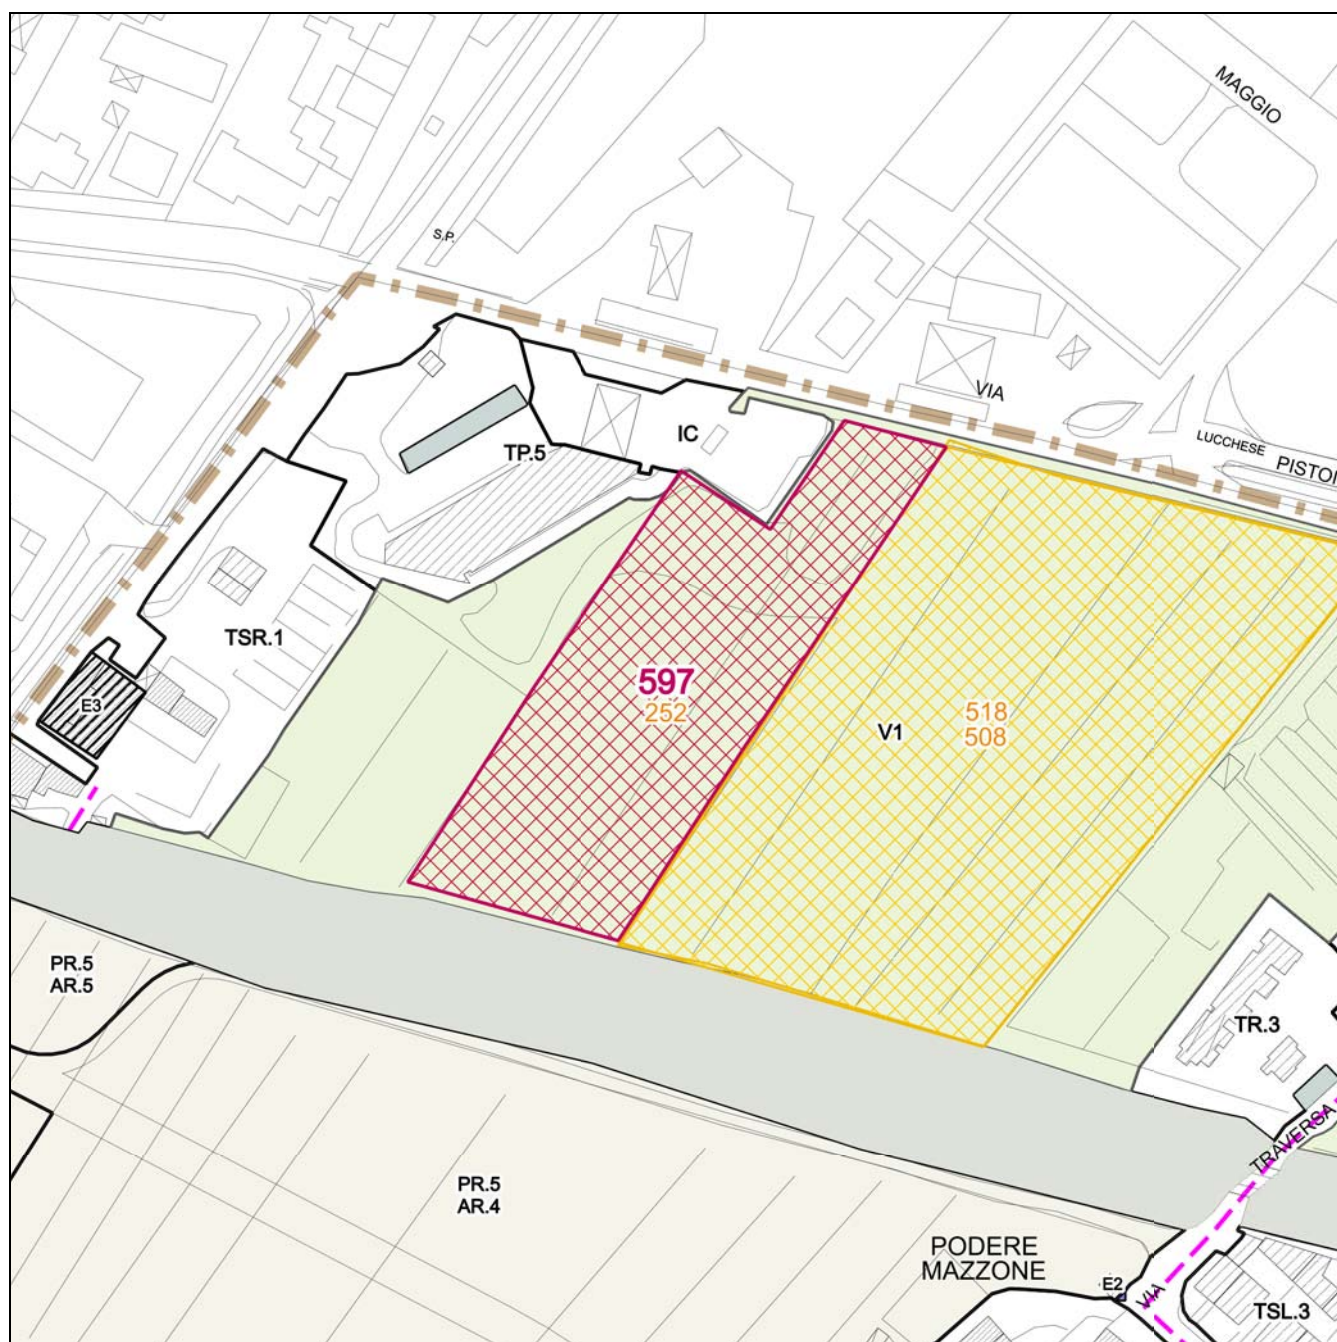 MAGGIO
S.P.
VIA
LUCCHESE
PISTOI
IC
TP.5
TSR.1
E3
597
252
V1
518
508
PR.5
AR.5
TR.3
TRAVERSA
PR.5
AR.4
PODERE
MAZZONE
E2
VIA
TSL.3